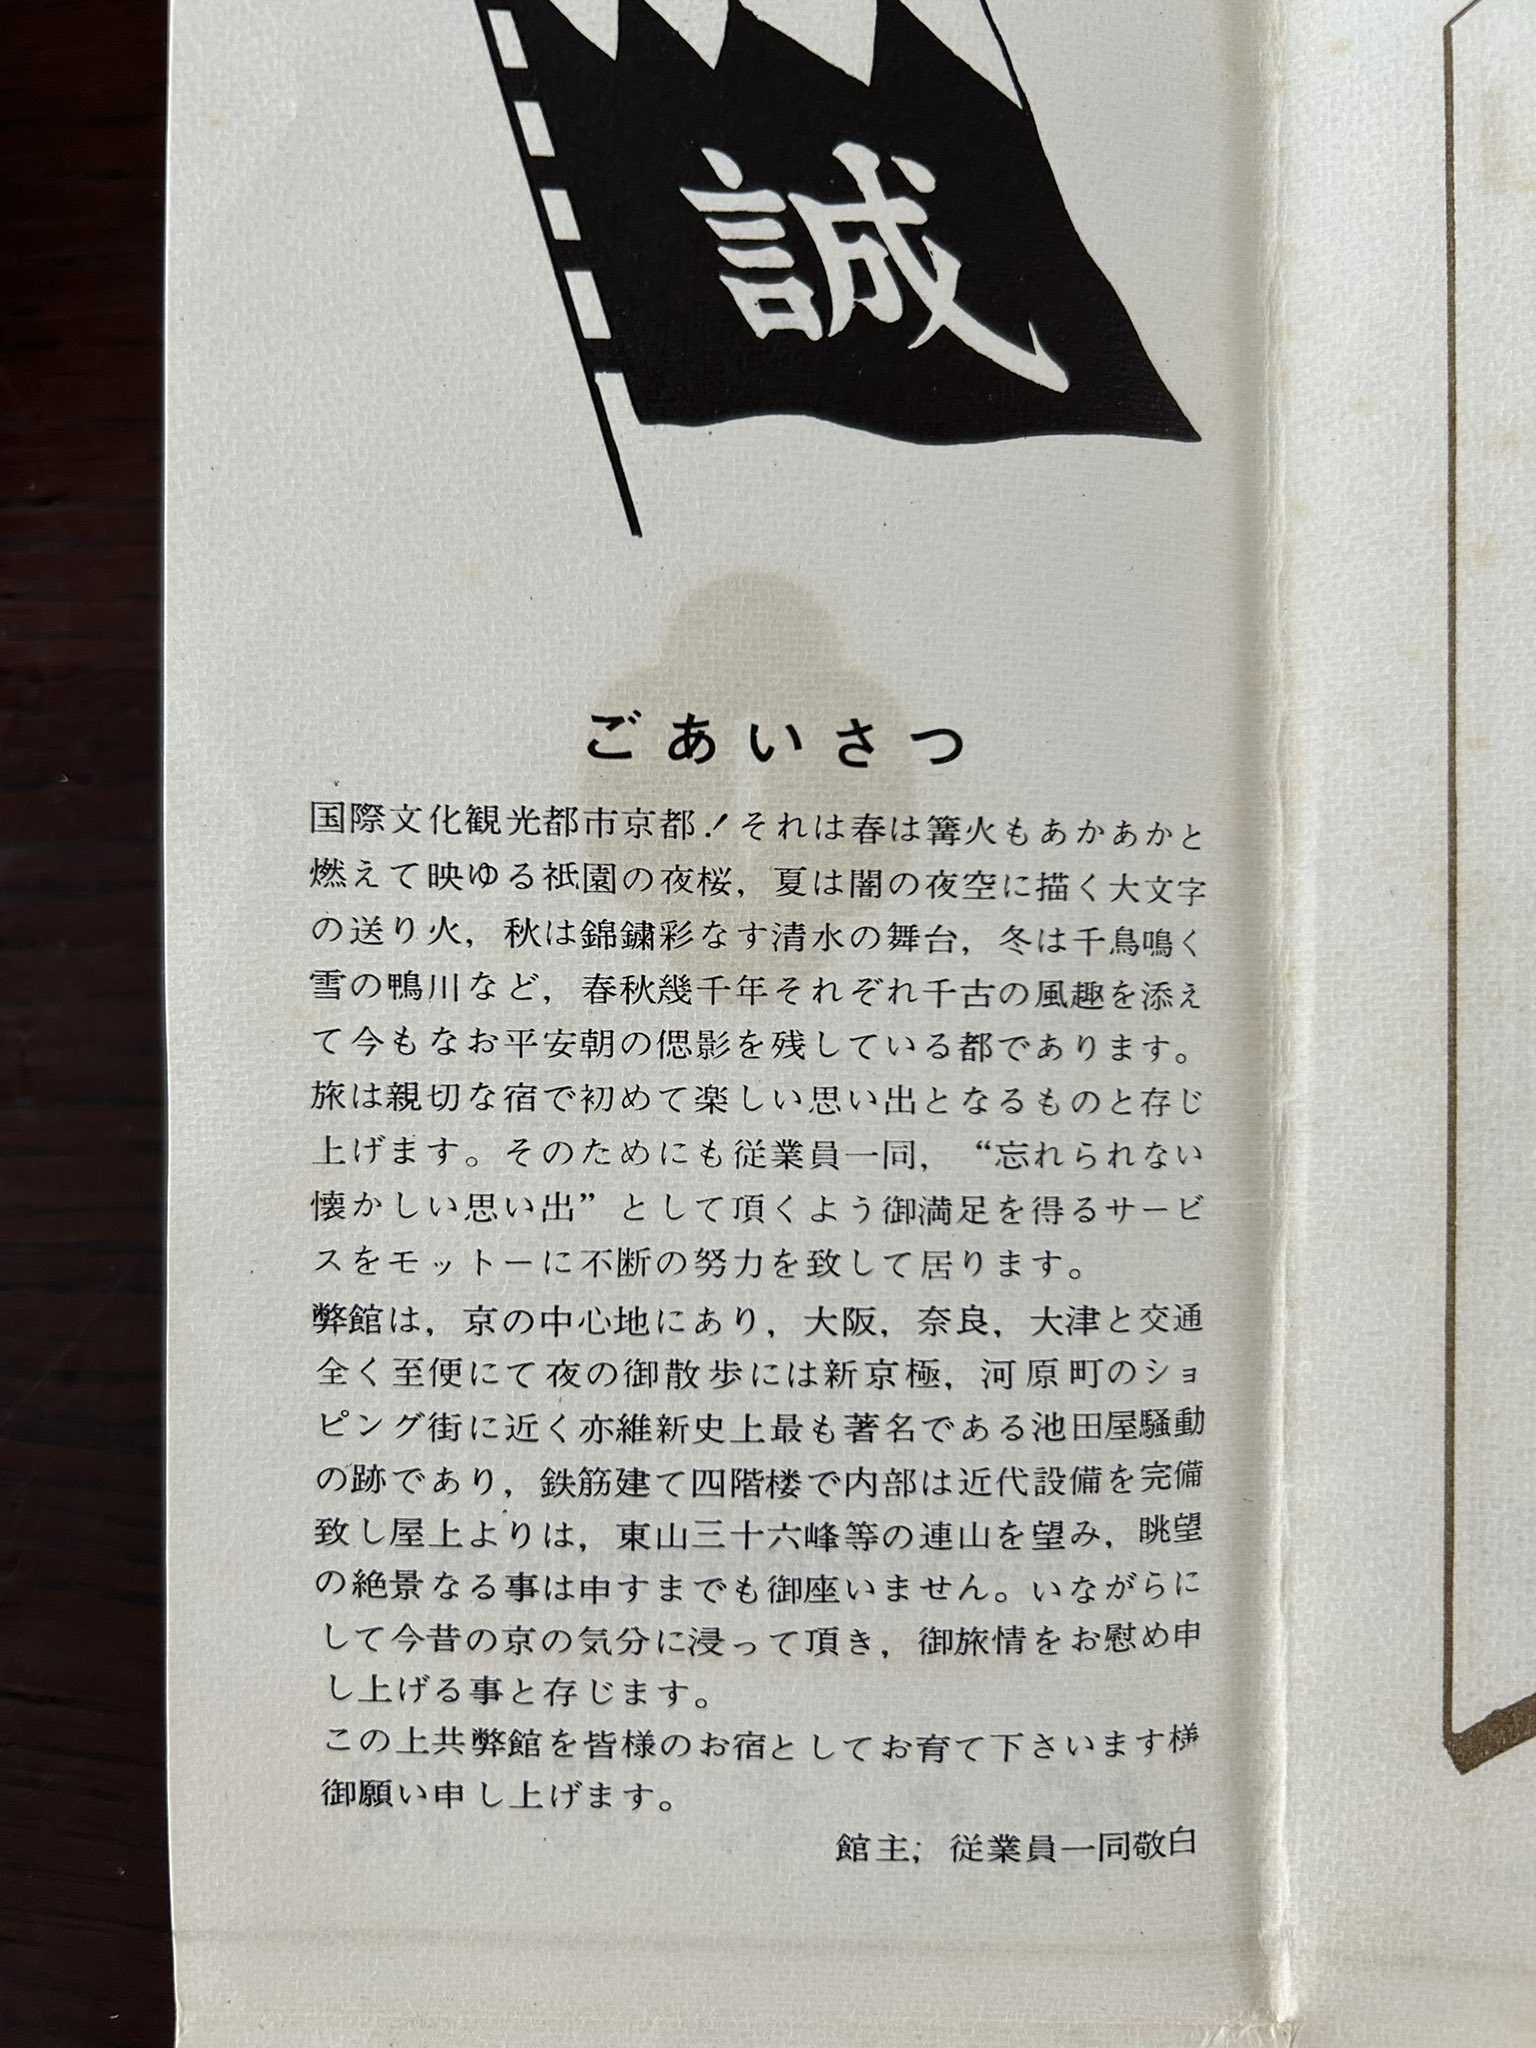 誠
ごあいさつ
国際文化観光都市京都！それは春は篝火もあかあかと
燃えて映ゆる祇園の夜桜，夏は闇の夜空に描く大文字
の送り火，秋は錦繍彩なす清水の舞台，冬は千鳥鳴く
雪の鴨川など，春秋幾千年それぞれ千古の風趣を添え
て今もなお平安朝の偲影を残している都であります。
旅は親切な宿で初めて楽しい思い出となるものと存じ
上げます。そのためにも従業員一同，“忘れられない
懐かしい思い出”として頂くよう御満足を得るサービ
スをモットーに不断の努力を致して居ります。
弊館は，京の中心地にあり，大阪，奈良，大津と交通
全く至便にて夜の御散歩には新京極，河原町のショ
ピング街に近く亦維新史上最も著名である池田屋騒動
の跡であり，鉄筋建て四階楼で内部は近代設備を完備
致し屋上よりは，東山三十六峰等の連山を望み，眺望
の絶景なる事は申すまでも御座いません。いながらに
して今昔の京の気分に浸って頂き，御旅情をお慰め申
し上げる事と存じます。
この上共弊館を皆様のお宿としてお育て下さいます様
御願い申し上げます。
館主；従業員一同敬白